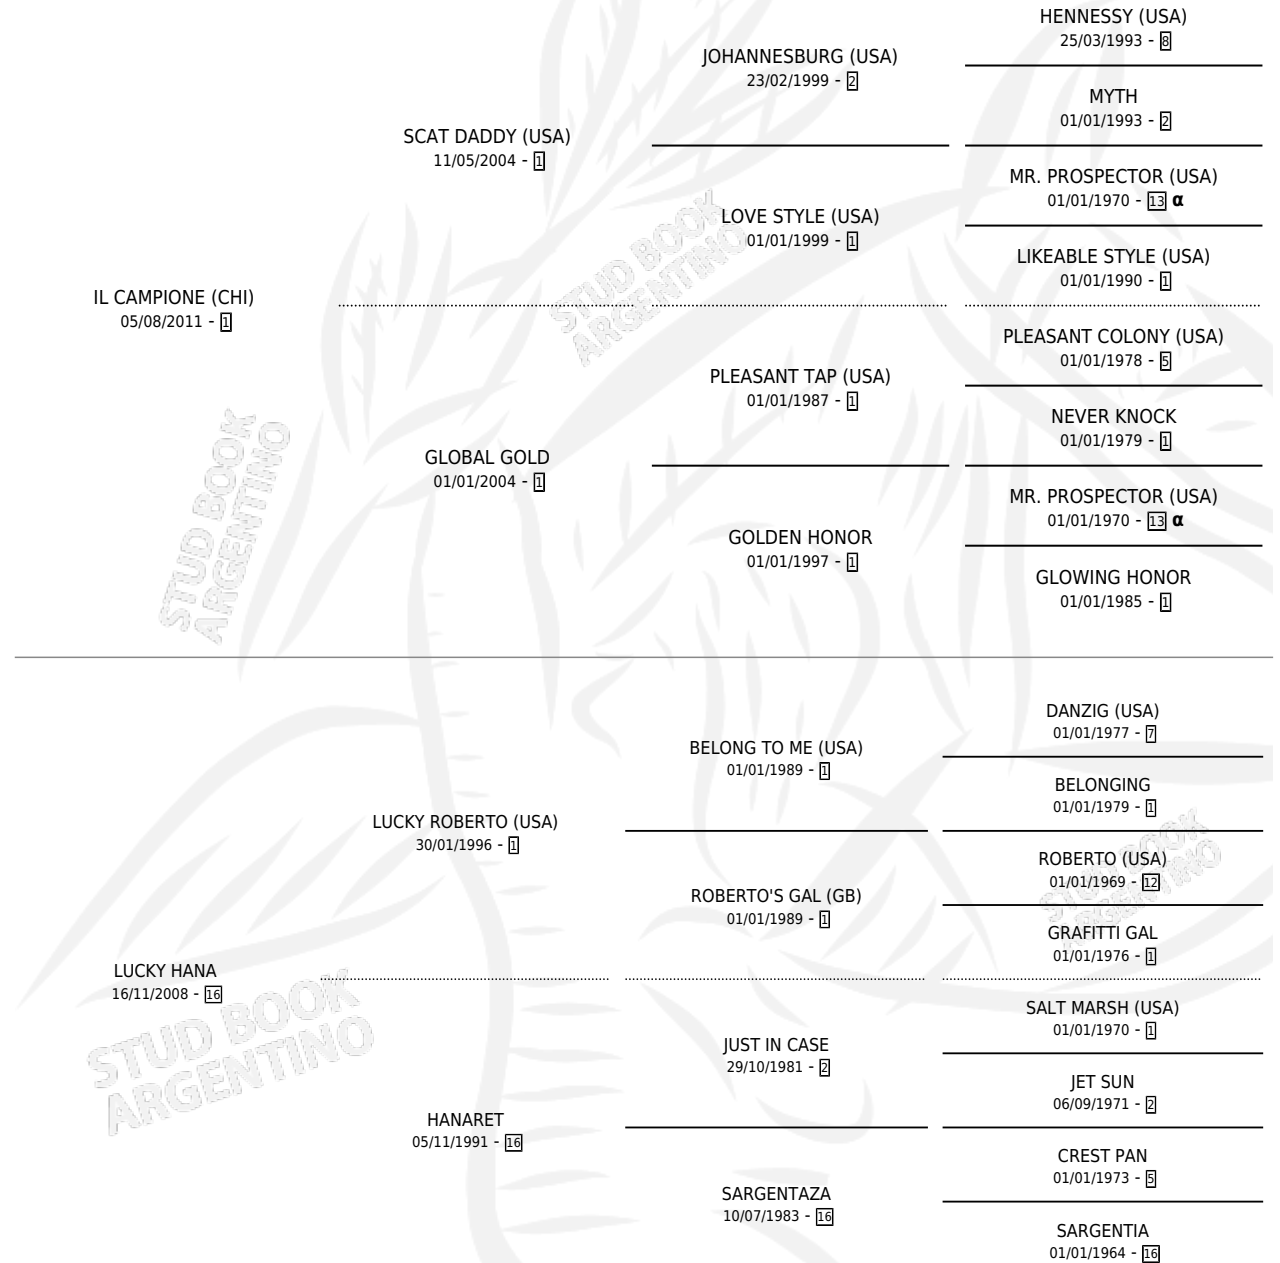 HENNESSY (USA)
25/03/1993 - 8
JOHANNESBURG (USA)
23/02/1999 - 2
MYTH
01/01/1993 - 2
SCAT DADDY (USA)
11/05/2004 - 1
MR. PROSPECTOR (USA)
01/01/1970 - 13 α
LOVE STYLE (USA)
01/01/1999 - 1
LIKEABLE STYLE (USA)
01/01/1990 - 1
IL CAMPIONE (CHI)
05/08/2011 - 1
PLEASANT COLONY (USA)
01/01/1978 - 5
PLEASANT TAP (USA)
01/01/1987 - 1
NEVER KNOCK
01/01/1979 - 1
GLOBAL GOLD
01/01/2004 - 1
MR. PROSPECTOR (USA)
01/01/1970 - 13 α
GOLDEN HONOR
01/01/1997 - 1
GLOWING HONOR
01/01/1985 - 1
DANZIG (USA)
01/01/1977 - 7
BELONG TO ME (USA)
01/01/1989 - 1
BELONGING
01/01/1979 - 1
LUCKY ROBERTO (USA)
30/01/1996 - 1
ROBERTO (USA)
01/01/1969 - 12
ROBERTO'S GAL (GB)
01/01/1989 - 1
GRAFITTI GAL
01/01/1976 - 1
LUCKY HANA
16/11/2008 - 16
SALT MARSH (USA)
01/01/1970 - 1
JUST IN CASE
29/10/1981 - 2
JET SUN
06/09/1971 - 2
HANARET
05/11/1991 - 16
CREST PAN
01/01/1973 - 5
SARGENTAZA
10/07/1983 - 16
SARGENTIA
01/01/1964 - 16
STUD BOOK
ARGENTINO
STUD BOOK
ARGENTINO
STUD BOOK
ARGENTINO
STUD BOOK
ARGENTINO